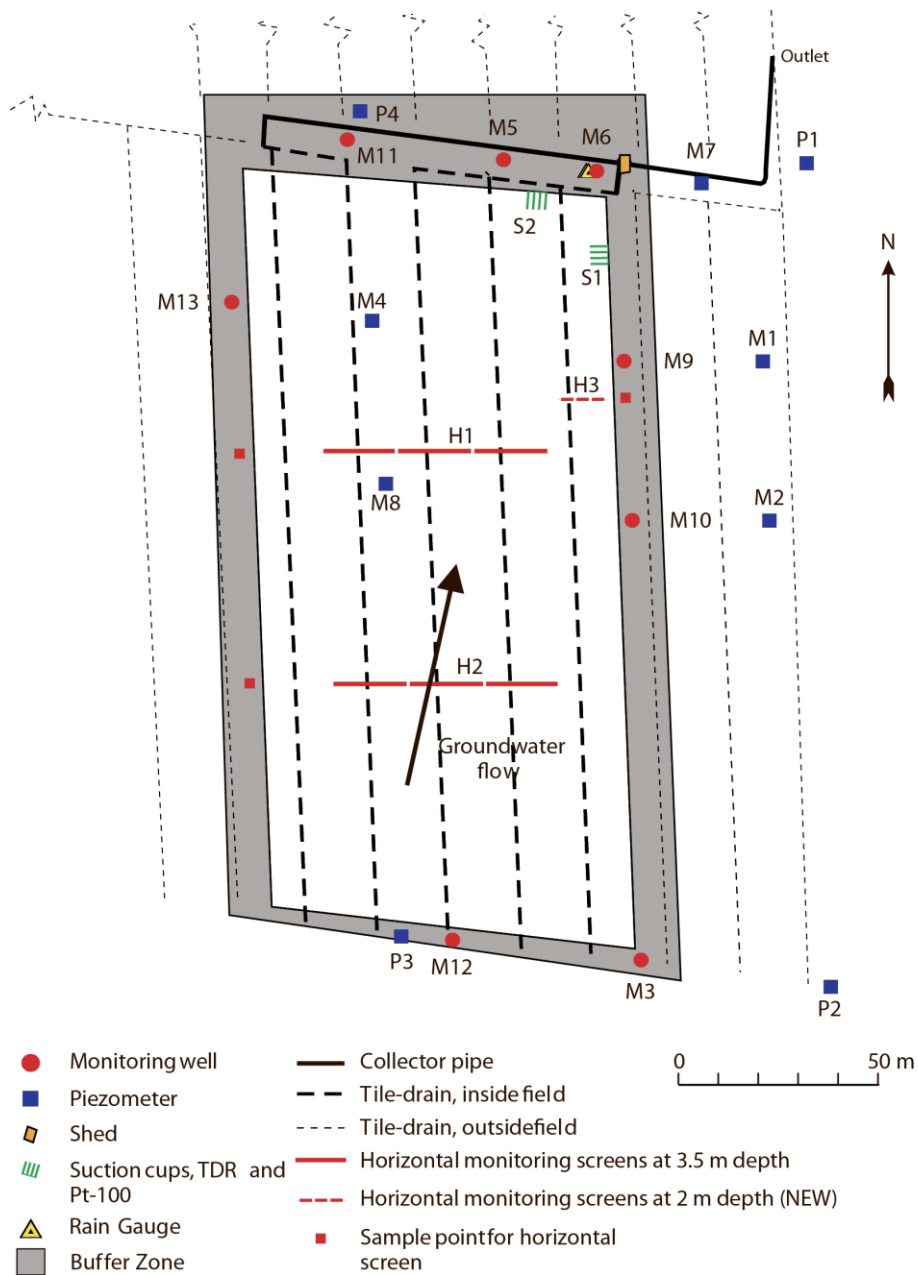 Outlet
P4
M5
M6
M7
P1
M11
S2
N
S1
M13
M4
M1
M9
H3
H1
M8
M2
M10
H2
Groundwater
flow
P3
M12
M3
P2
Monitoring well
Piezometer
Shed
Suction cups, TDR and
Pt-100
Rain Gauge
Buffer Zone
Collector pipe
Tile-drain, inside field
Tile-drain, outsidefield
Horizontal monitoring screens at 3.5 m depth
Horizontal monitoring screens at 2 m depth (NEW)
Sample point for horizontal
screen
0 50 m